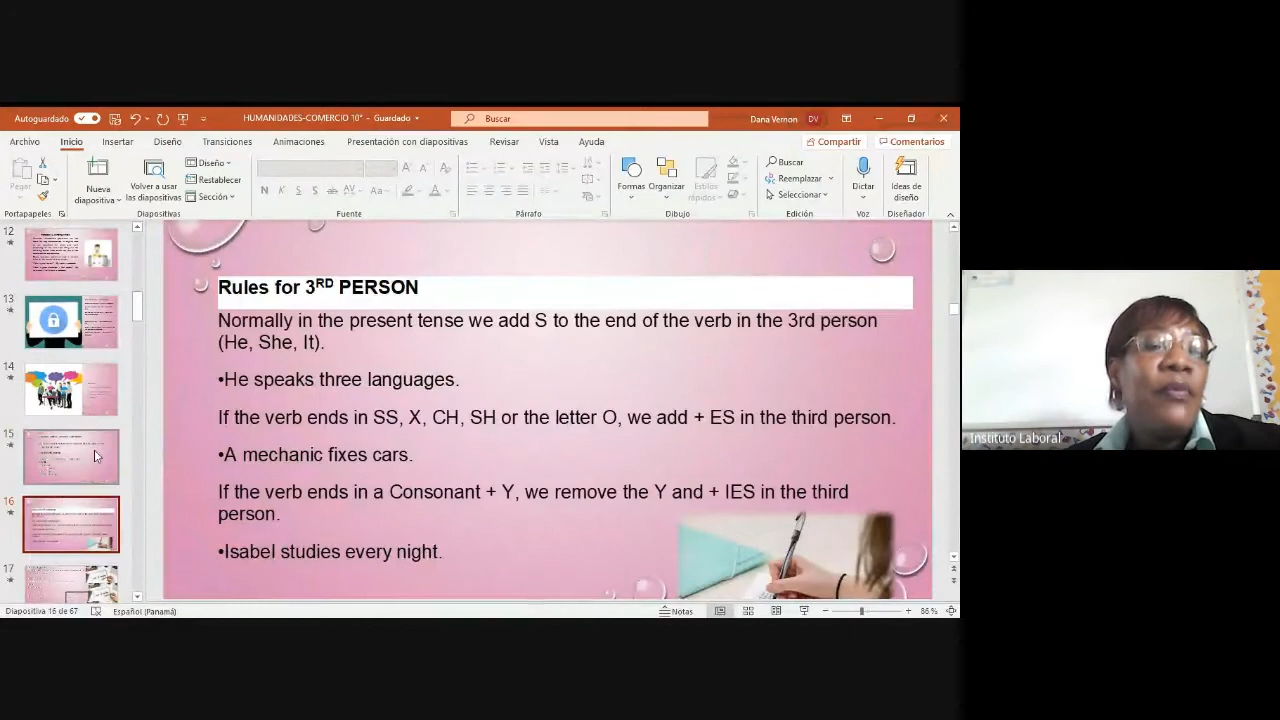 Autoguardado
HUMANIDADES-COMERCIO 10° - Guardado
Buscar
Dana Vernon
DV
Archivo Inicio Insertar Diseño Transiciones Animaciones Presentación con diapositivas Revisar Vista Ayuda
Compartir Comentarios
Pegar
Nueva diapositiva
Volver a usar las diapositivas
Diseño
Restablecer
Sección
N K S S ab AV Aa A
Formas
Organizar
Estilos rápidos
Buscar
Reemplazar
Seleccionar
Dictar
Ideas de diseño
Portapapeles Diapositivas Fuente Párrafo Dibujo Edición Voz Diseñador
12
13
14
15
16
17
Rules for 3RD PERSON
Normally in the present tense we add S to the end of the verb in the 3rd person
(He, She, It).
•He speaks three languages.
If the verb ends in SS, X, CH, SH or the letter O, we add + ES in the third person.
•A mechanic fixes cars.
If the verb ends in a Consonant + Y, we remove the Y and + IES in the third
person.
•Isabel studies every night.
Instituto Laboral
Diapositiva 16 de 67
Español (Panamá)
Notas
86 %